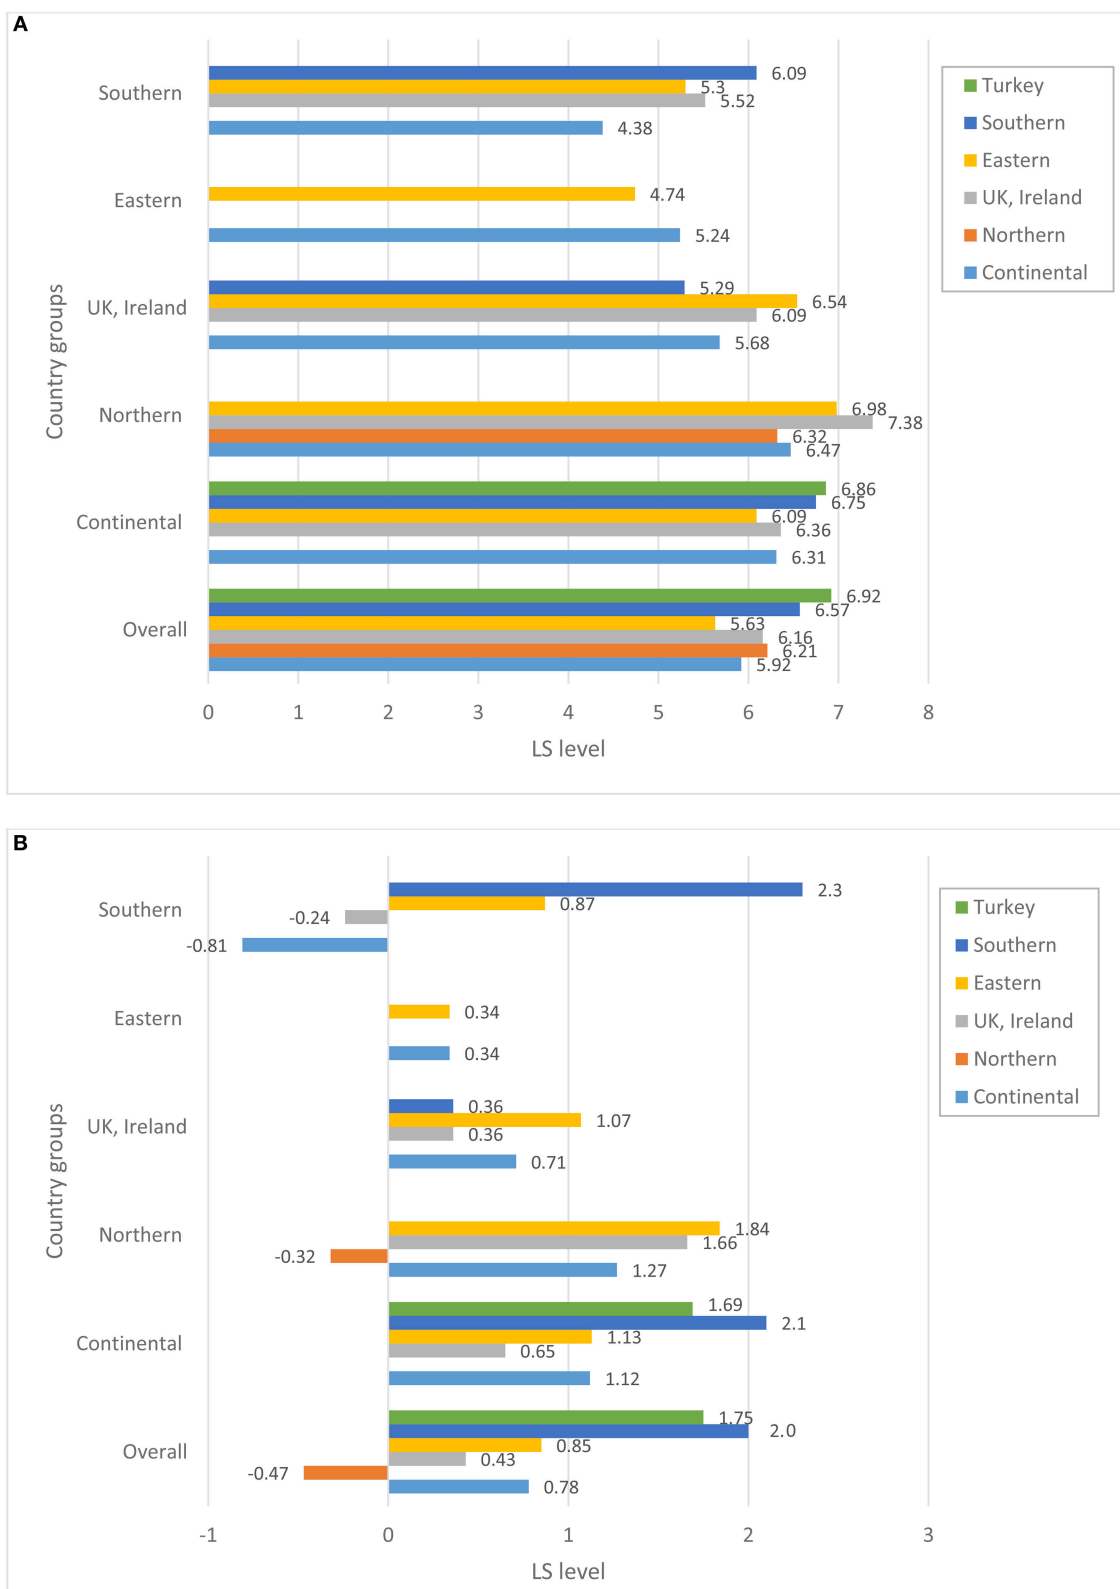 A
Southern
6.09
5.3
5.52
4.38
Eastern
4.74
5.24
UK, Ireland
5.29
6.54
6.09
5.68
Northern
6.98
7.38
6.32
6.47
Continental
6.86
6.75
6.09
6.36
6.31
Overall
6.92
6.57
5.63
6.16
6.21
5.92
Country groups
0 1 2 3 4 5 6 7 8
LS level
Turkey
Southern
Eastern
UK, Ireland
Northern
Continental
B
Southern
2.3
0.87
-0.24
-0.81
Eastern
0.34
0.34
UK, Ireland
0.36
1.07
0.36
0.71
Northern
1.84
1.66
-0.32
1.27
Continental
1.69
2.1
1.13
0.65
1.12
Overall
1.75
2.0
0.85
0.43
-0.47
0.78
Country groups
-1 0 1 2 3
LS level
Turkey
Southern
Eastern
UK, Ireland
Northern
Continental